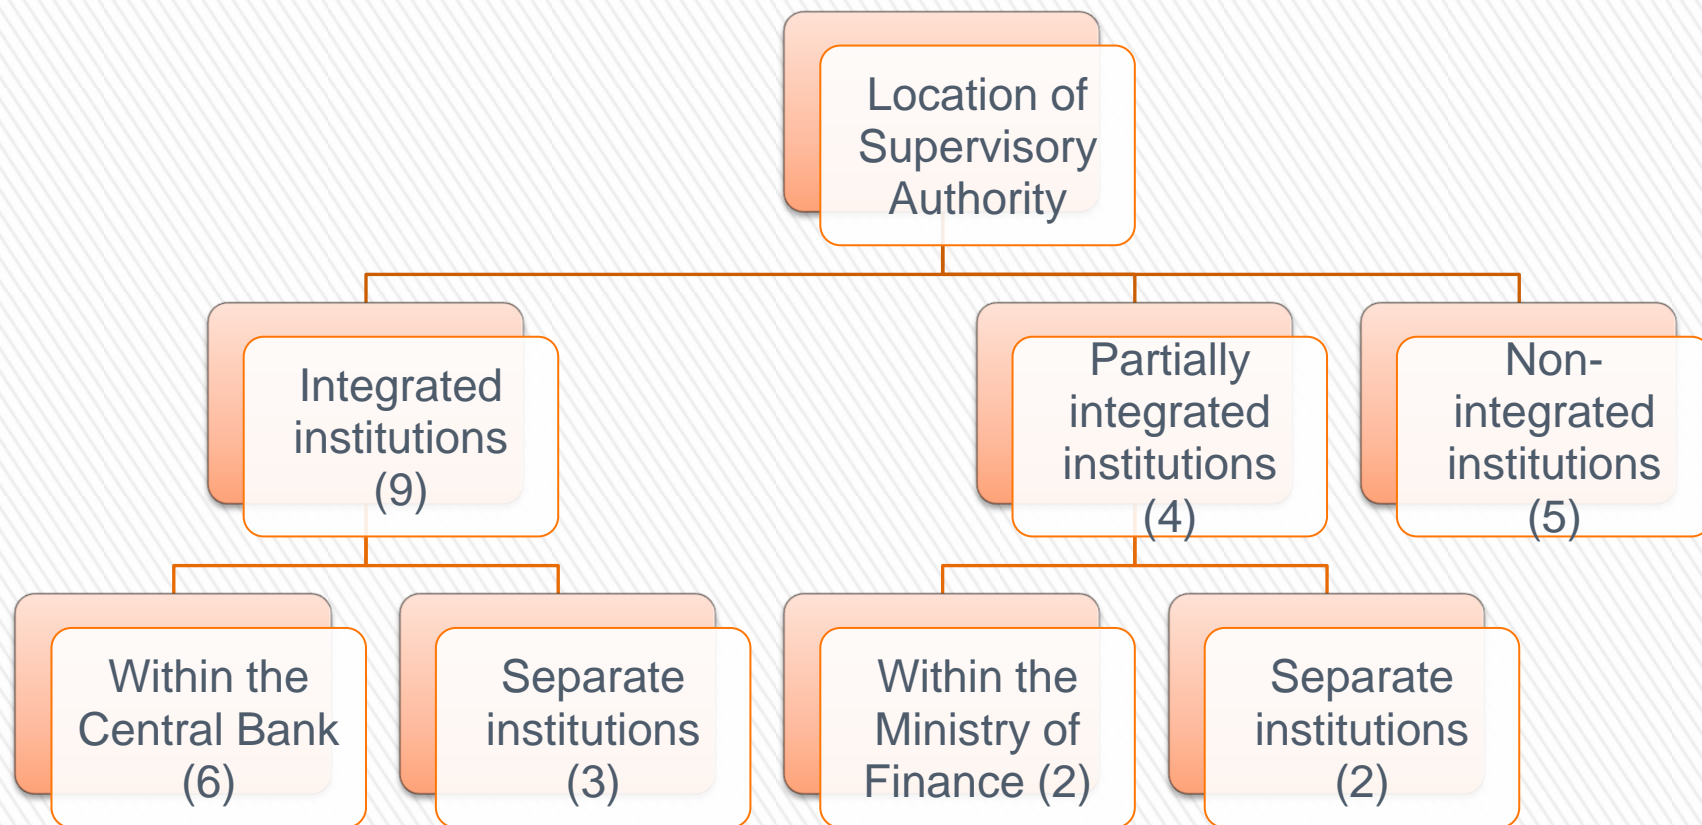 Location of
Supervisory
Authority
Integrated
institutions
(9)
Partially
integrated
institutions
(4)
Non-
integrated
institutions
(5)
Within the
Central Bank
(6)
Separate
institutions
(3)
Within the
Ministry of
Finance (2)
Separate
institutions
(2)